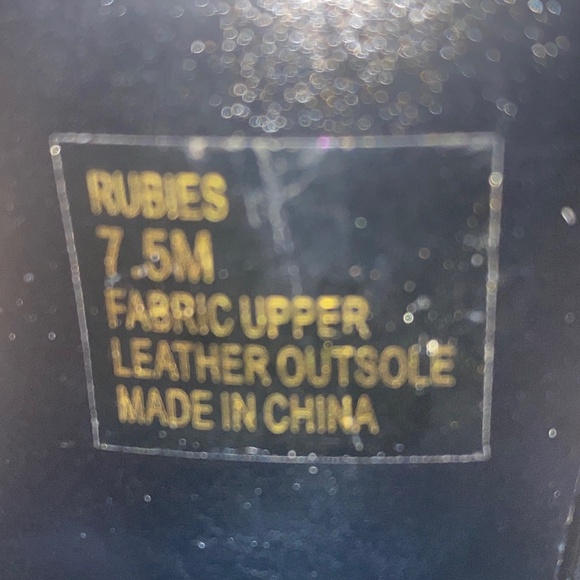 RUBIES
7.5M
FABRIC UPPER
LEATHER OUTSOLE
MADE IN CHINA